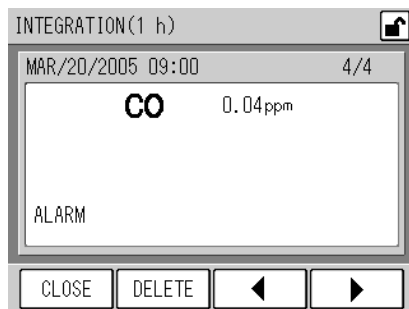 INTEGRATION(1 h)
MAR/20/2005 09:00 4/4
CO 0.04ppm
ALARM
CLOSE DELETE ◀ ▶